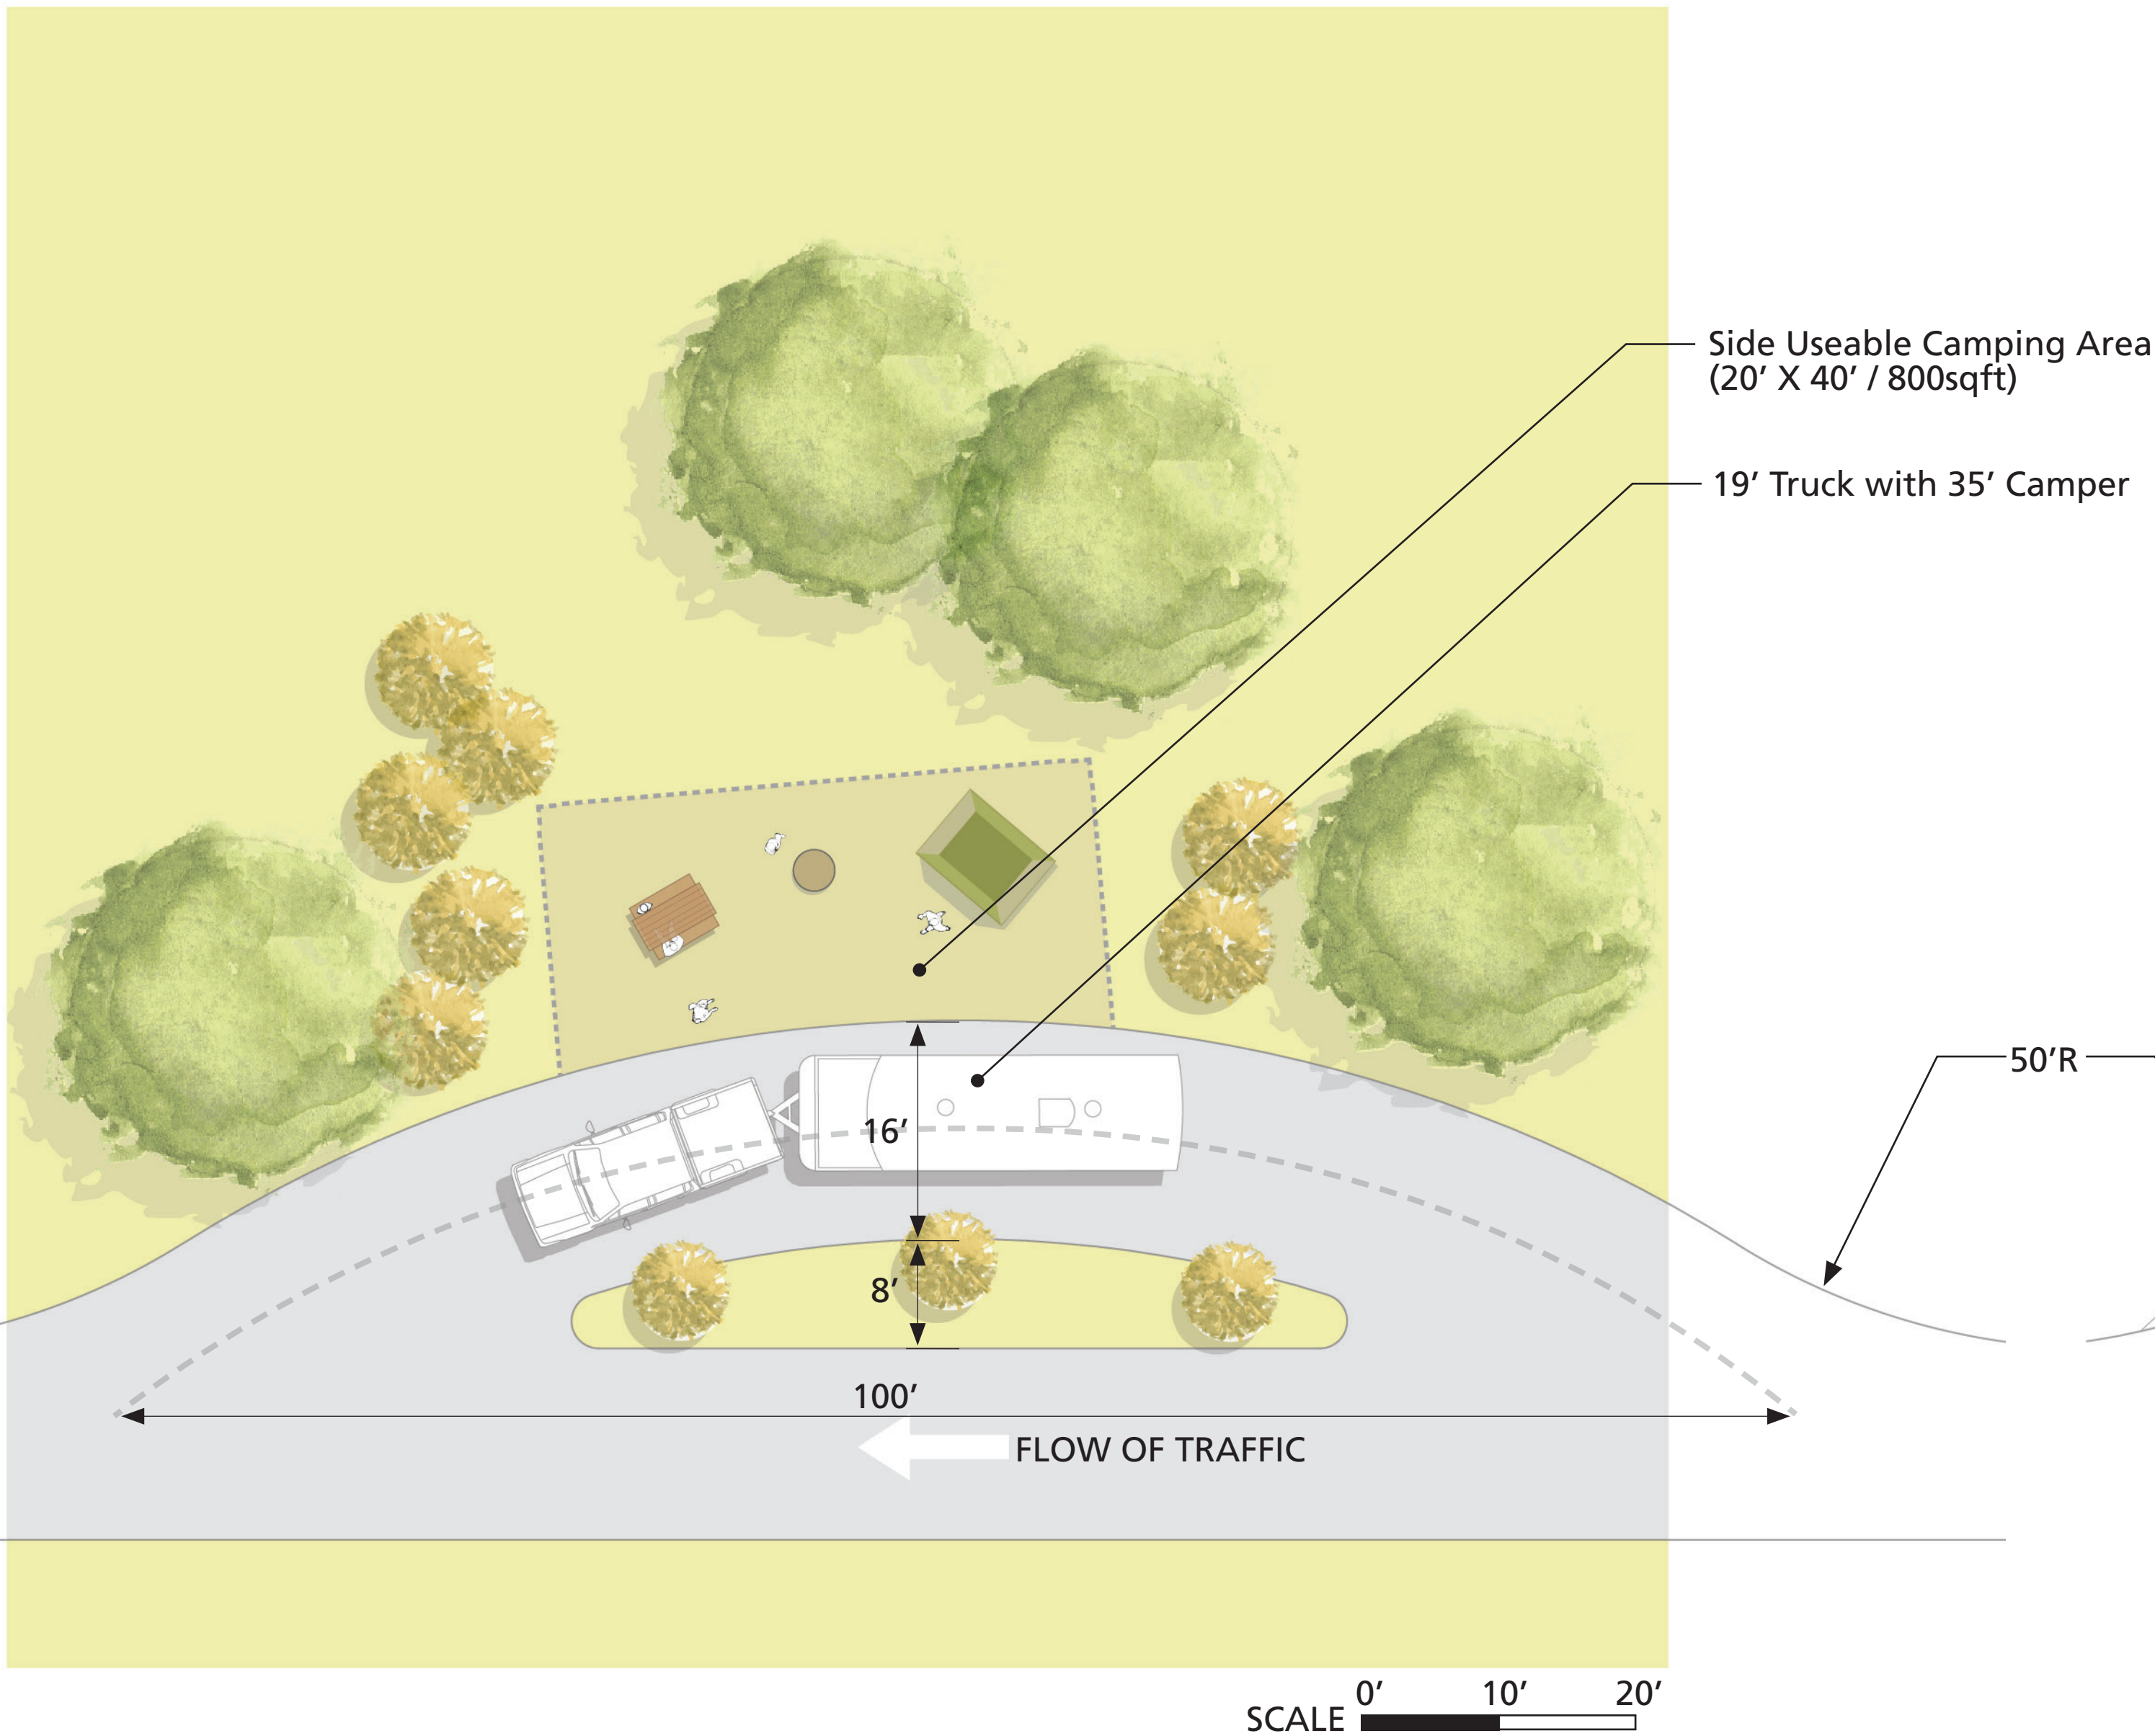 Side Useable Camping Area
(20’ X 40’ / 800sqft)
19’ Truck with 35’ Camper
50’R
16’
8’
100’
FLOW OF TRAFFIC
0’ 10’ 20’
SCALE